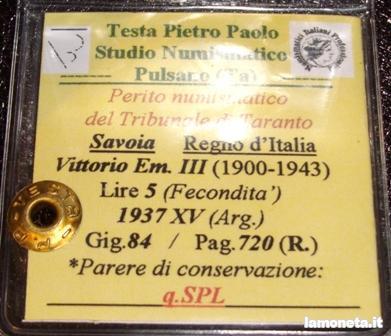 Testa Pietro Paolo
Studio Numismatico
Pulsano (Ta)
Perito numismatico
del Tribunale di Taranto
Savoia Regno d'Italia
Vittorio Em. III (1900-1943)
Lire 5 (Fecondita')
1937 XV (Arg.)
Gig.84 / Pag.720 (R.)
*Parere di conservazione:
q.SPL
lamoneta.it